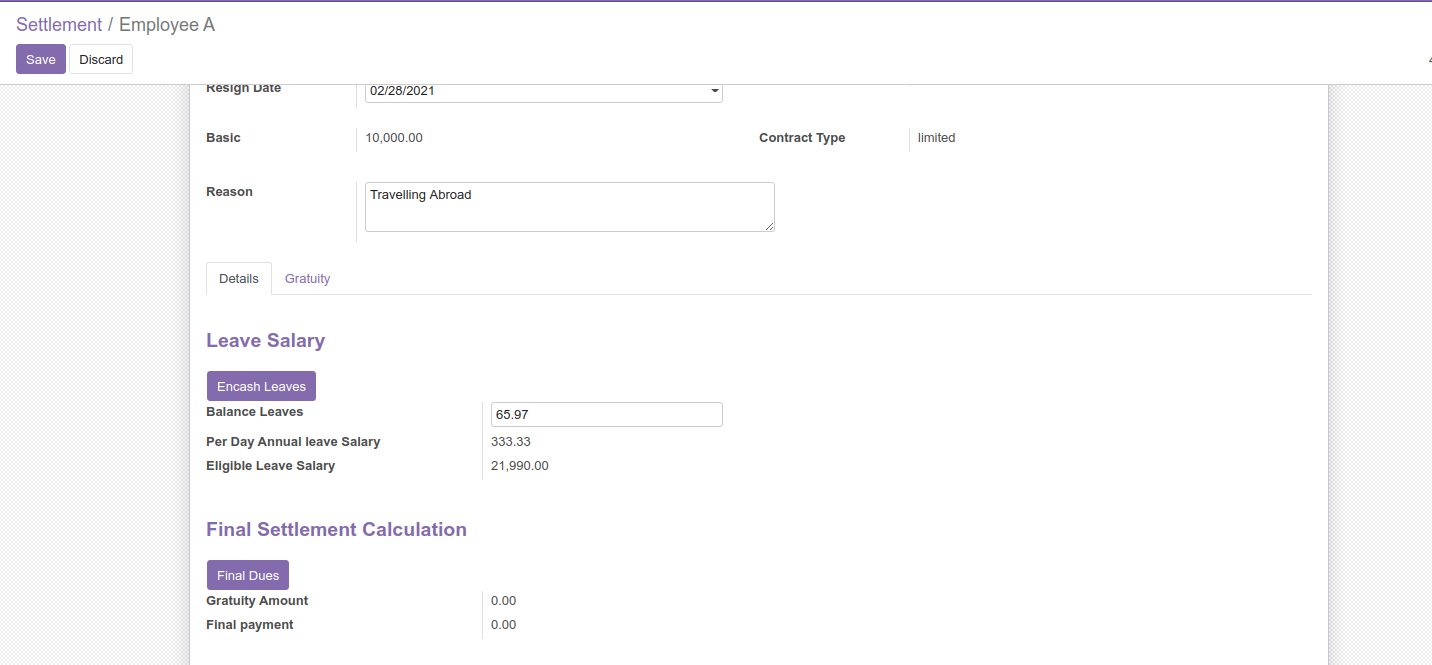 Settlement / Employee A
Save Discard
Resign Date 02/28/2021
Basic 10,000.00 Contract Type limited
Reason Travelling Abroad
Details Gratuity
Leave Salary
Encash Leaves
Balance Leaves 65.97
Per Day Annual leave Salary 333.33
Eligible Leave Salary 21,990.00
Final Settlement Calculation
Final Dues
Gratuity Amount 0.00
Final payment 0.00